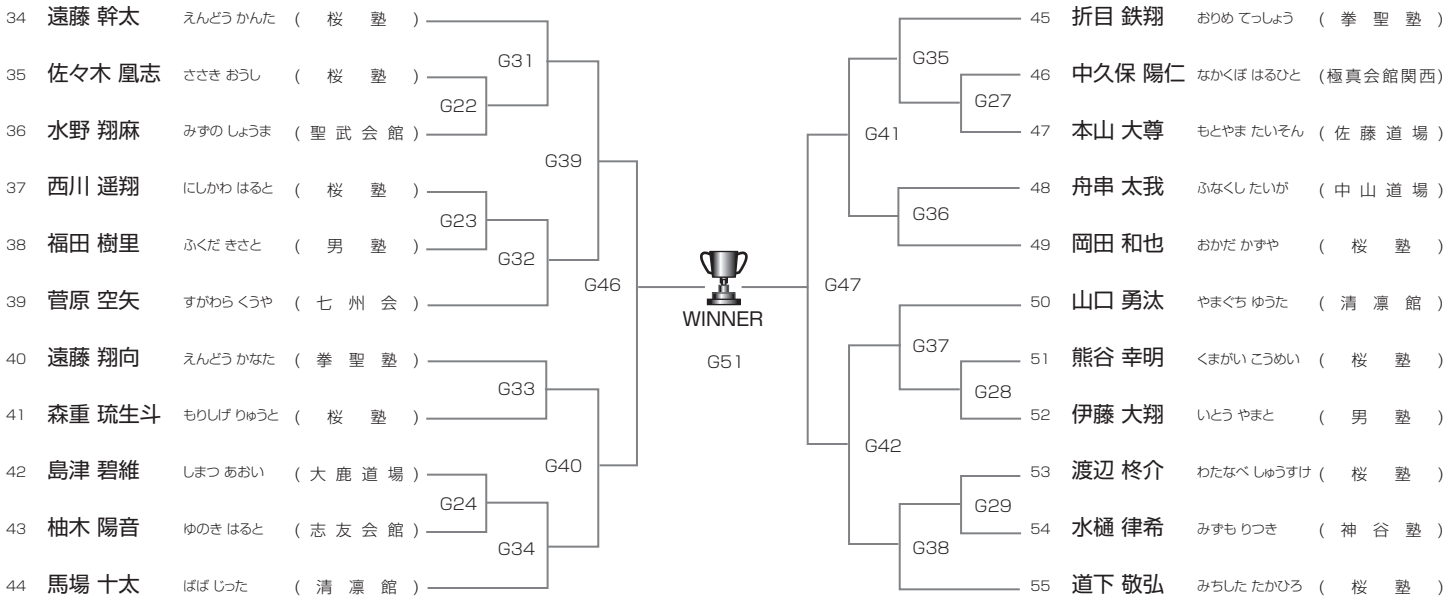 34 遠藤 幹太 えんどう かんた ( 桜 塾 )
35 佐々木 凰志 ささき おうし ( 桜 塾 )
36 水野 翔麻 みずの しょうま ( 聖 武 会 館 )
37 西川 遥翔 にしかわ はると ( 桜 塾 )
38 福田 樹里 ふくだ きさと ( 男 塾 )
39 菅原 空矢 すがわら くうや ( 七 州 会 )
40 遠藤 翔向 えんどう かなた ( 拳 聖 塾 )
41 森重 琉生斗 もりしげ りゅうと ( 桜 塾 )
42 島津 碧維 しまつ あおい ( 大 鹿 道 場 )
43 柚木 陽音 ゆのき はると ( 志 友 会 館 )
44 馬場 十太 ばば じった ( 清 凛 館 )
G31
G22
G39
G23
G32
G46
G33
G40
G24
G34
WINNER
G51
G35
G27
G41
G36
G47
G37
G28
G42
G29
G38
45 折目 鉄翔 おりめ てっしょう ( 拳 聖 塾 )
46 中久保 陽仁 なかくぼ はるひと (極真会館関西)
47 本山 大尊 もとやま たいそん ( 佐 藤 道 場 )
48 舟串 太我 ふなくし たいが ( 中 山 道 場 )
49 岡田 和也 おかだ かずや ( 桜 塾 )
50 山口 勇汰 やまぐち ゆうた ( 清 凛 館 )
51 熊谷 幸明 くまがい こうめい ( 桜 塾 )
52 伊藤 大翔 いとう やまと ( 男 塾 )
53 渡辺 柊介 わたなべ しゅうすけ ( 桜 塾 )
54 水樋 律希 みずも りつき ( 神 谷 塾 )
55 道下 敬弘 みちした たかひろ ( 桜 塾 )